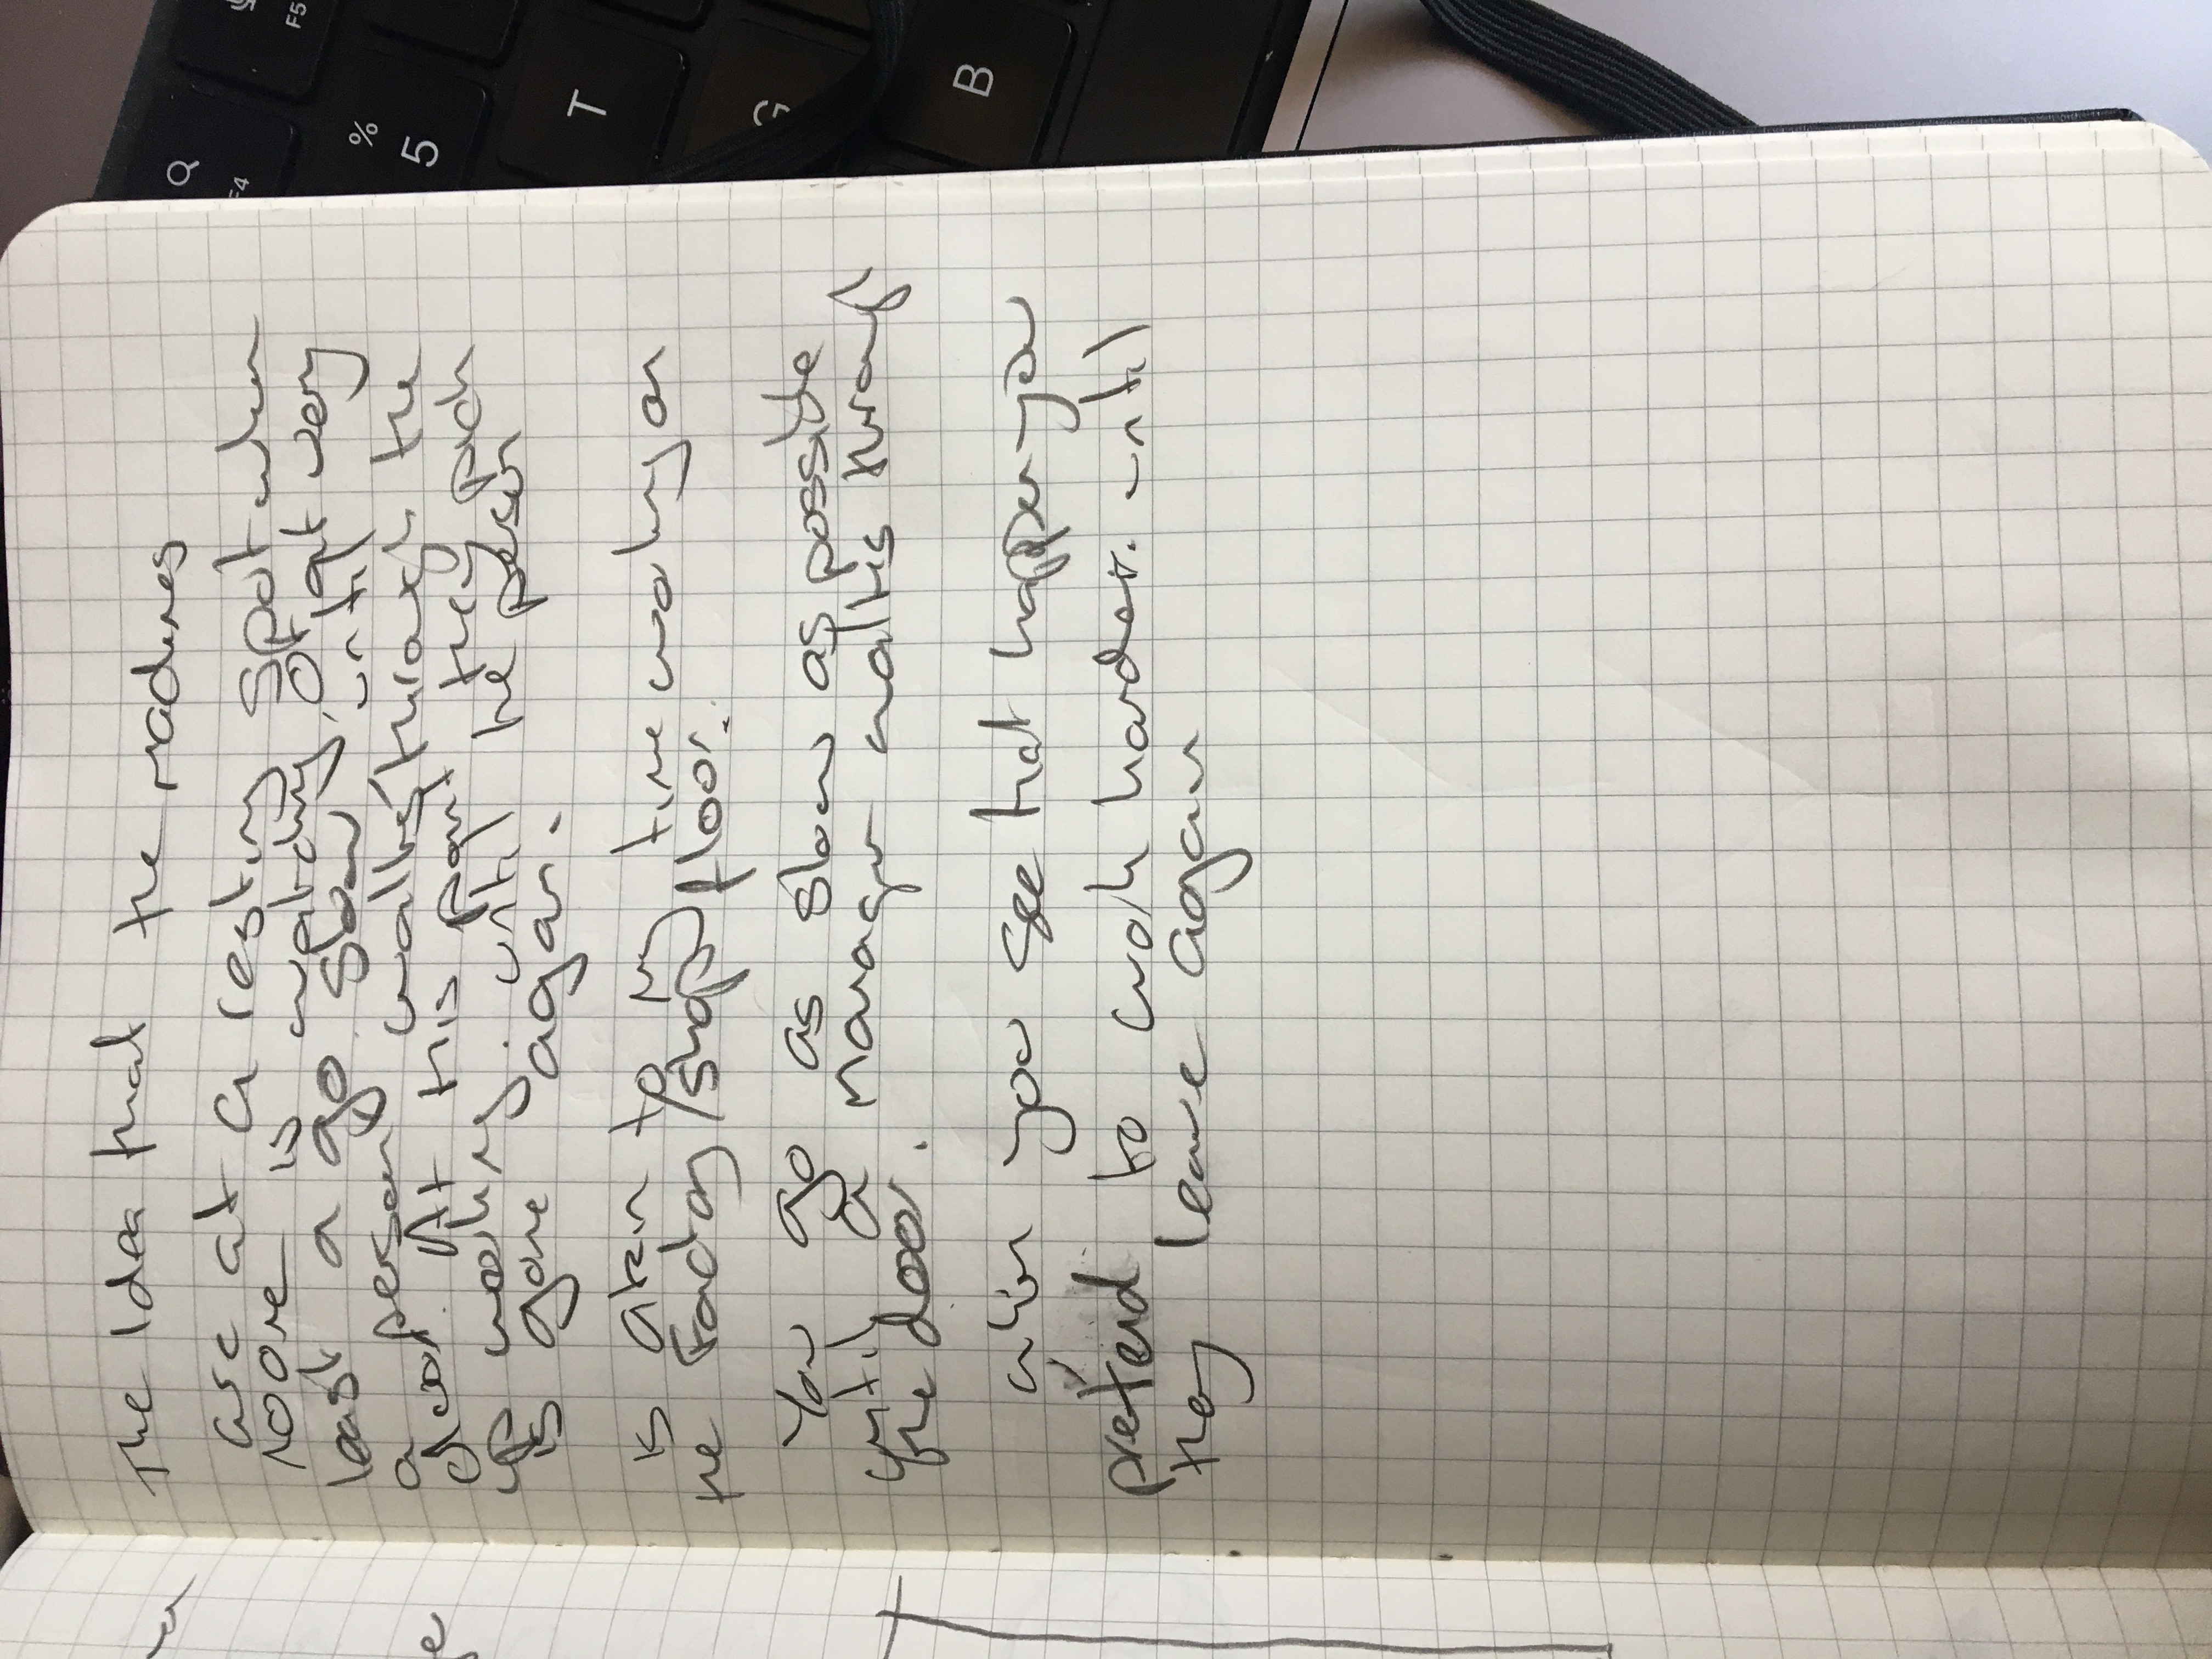 The Idea that the machines
are at a resting spot when
noone is watching, Or at very
least a go slow, until
a person walks through the
door. At this point they pick
up working. until the person
is gone again.
is akin to my time working on
the Factory/shop floor.
You go as slow as possible
until a manager walks through
the door.
when you see that happen you
pretend to work harder. until
they leave again
Q
F4
F5
%
5
T
G
B